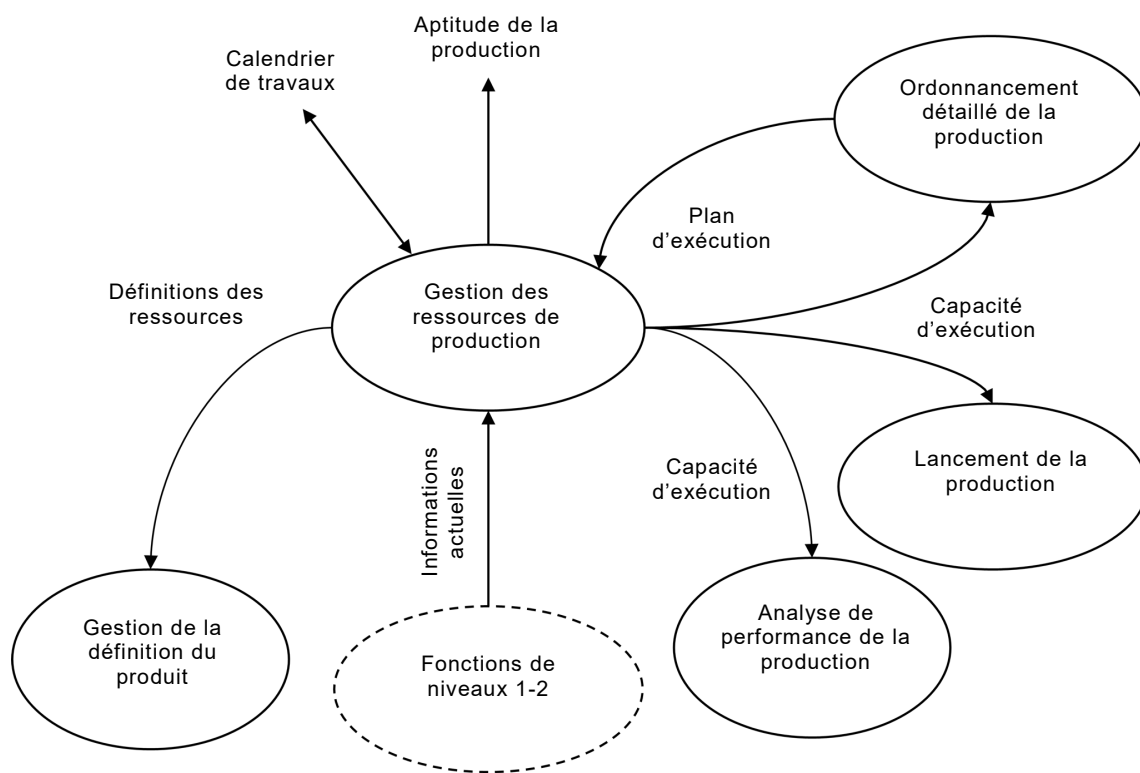 Aptitude de la
production
Calendrier
de travaux
Ordonnancement
détaillé de la
production
Plan
d’exécution
Définitions des
ressources
Gestion des
ressources de
production
Capacité
d’exécution
Informations
actuelles
Capacité
d’exécution
Lancement de la
production
Gestion de la
définition du
produit
Fonctions de
niveaux 1-2
Analyse de
performance de la
production